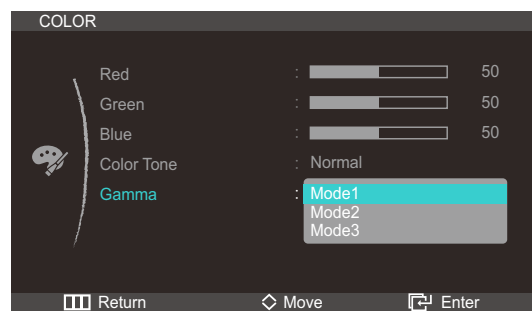 COLOR
Red : 50
Green : 50
Blue : 50
Color Tone : Normal
Gamma : Mode1
Mode2
Mode3
Return Move Enter